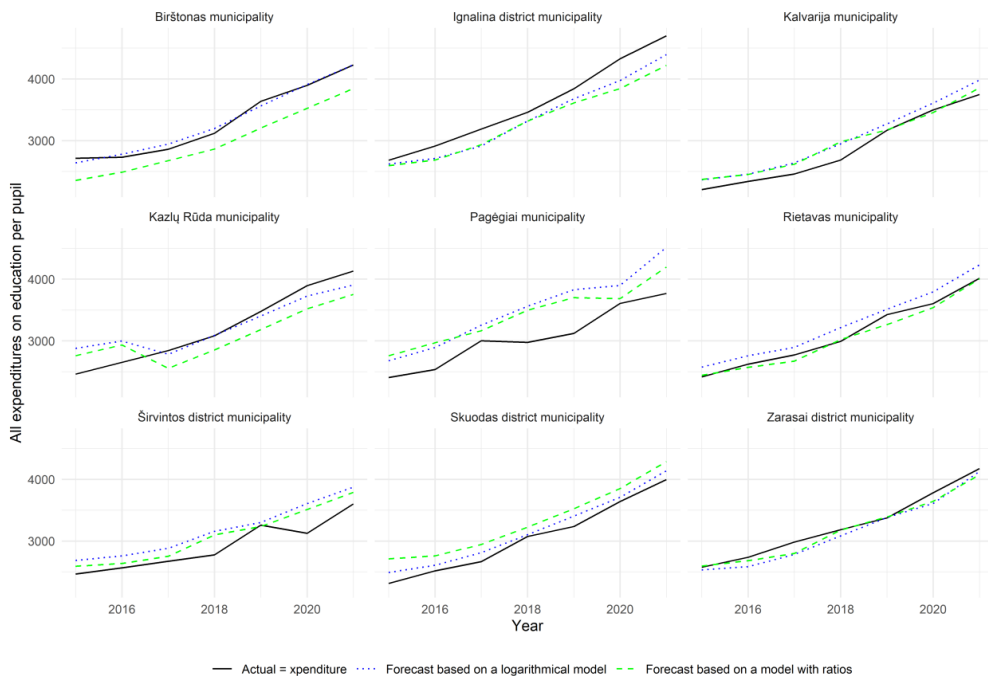 Birštonas municipality
Ignalina district municipality
Kalvarija municipality
4000
3000
Kazlų Rūda municipality
Pagėgiai municipality
Rietavas municipality
4000
3000
All expenditures on education per pupil
Širvintos district municipality
Skuodas district municipality
Zarasai district municipality
4000
3000
2016 2018 2020 2016 2018 2020 2016 2018 2020
Year
Actual = xpenditure Forecast based on a logarithmical model Forecast based on a model with ratios